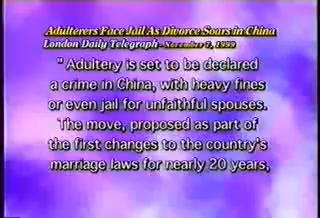 Adulterers Face Jail As Divorce Soars in China
London Daily Telegraph - November 7, 1999
" Adultery is set to be declared
a crime in China, with heavy fines
or even jail for unfaithful spouses.
The move, proposed as part of
the first changes to the country's
marriage laws for nearly 20 years,